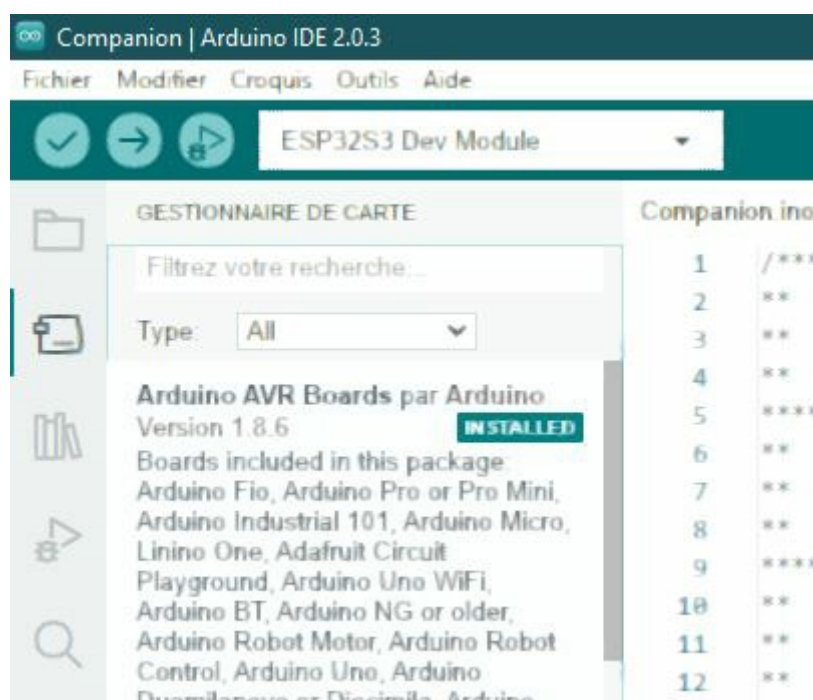 Companion | Arduino IDE 2.0.3
Fichier Modifier Croquis Outils Aide
ESP32S3 Dev Module
GESTIONNAIRE DE CARTE
Filtrez votre recherche...
Type: All
Arduino AVR Boards par Arduino
Version 1.8.6 INSTALLED
Boards included in this package:
Arduino Fio, Arduino Pro or Pro Mini,
Arduino Industrial 101, Arduino Micro,
Linino One, Adafruit Circuit
Playground, Arduino Uno WiFi,
Arduino BT, Arduino NG or older,
Arduino Robot Motor, Arduino Robot
Control, Arduino Uno, Arduino
Duemilanove or Diecimila, Arduino
Companion.ino
1 /***
2 **
3 **
4 **
5 ****
6 **
7 **
8 **
9 ****
10 **
11 **
12 **